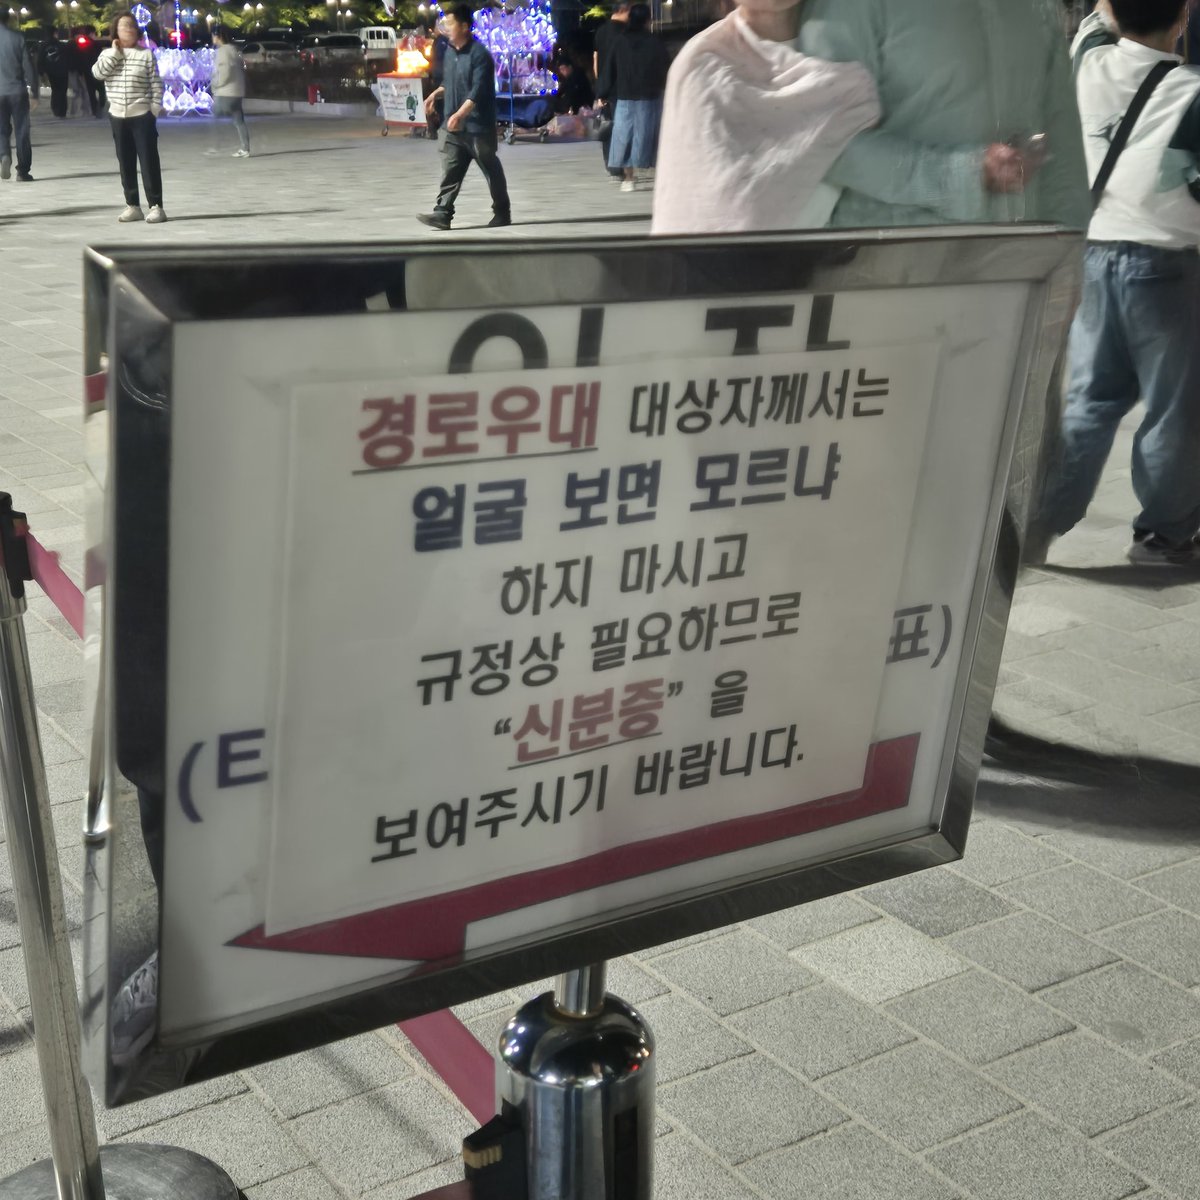 경로우대 대상자께서는
얼굴 보면 모르냐
하지 마시고
규정상 필요하므로
“신분증” 을
보여주시기 바랍니다.
표)
(E